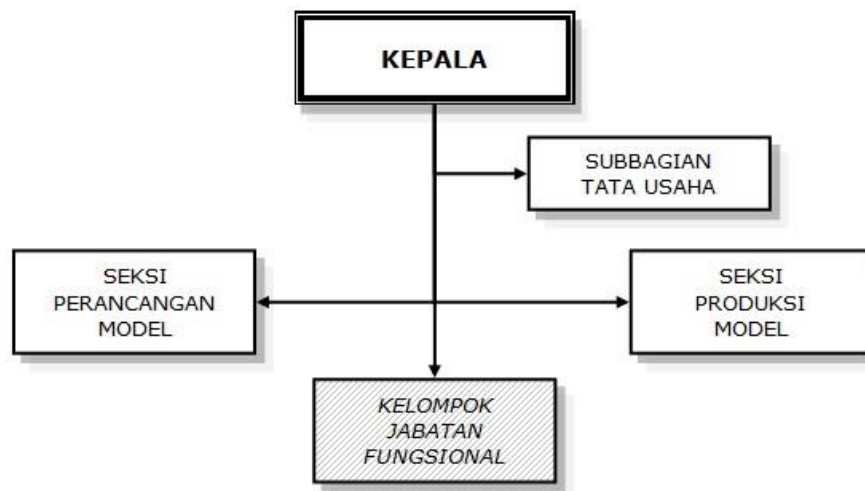 KEPALA
SUBBAGIAN
TATA USAHA
SEKSI
PERANCANGAN
MODEL
SEKSI
PRODUKSI
MODEL
KELOMPOK
JABATAN
FUNGSIONAL